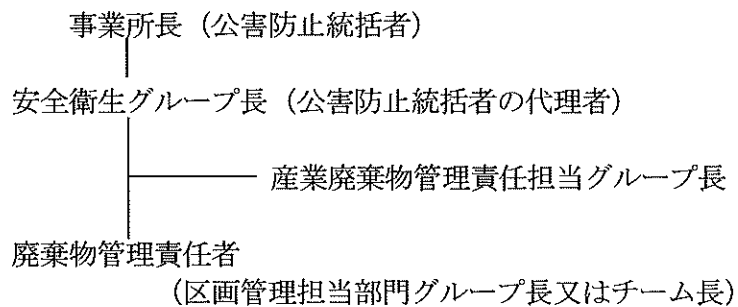 事業所長（公害防止統括者）
安全衛生グループ長（公害防止統括者の代理者）
産業廃棄物管理責任担当グループ長
廃棄物管理責任者
（区画管理担当部門グループ長又はチーム長）